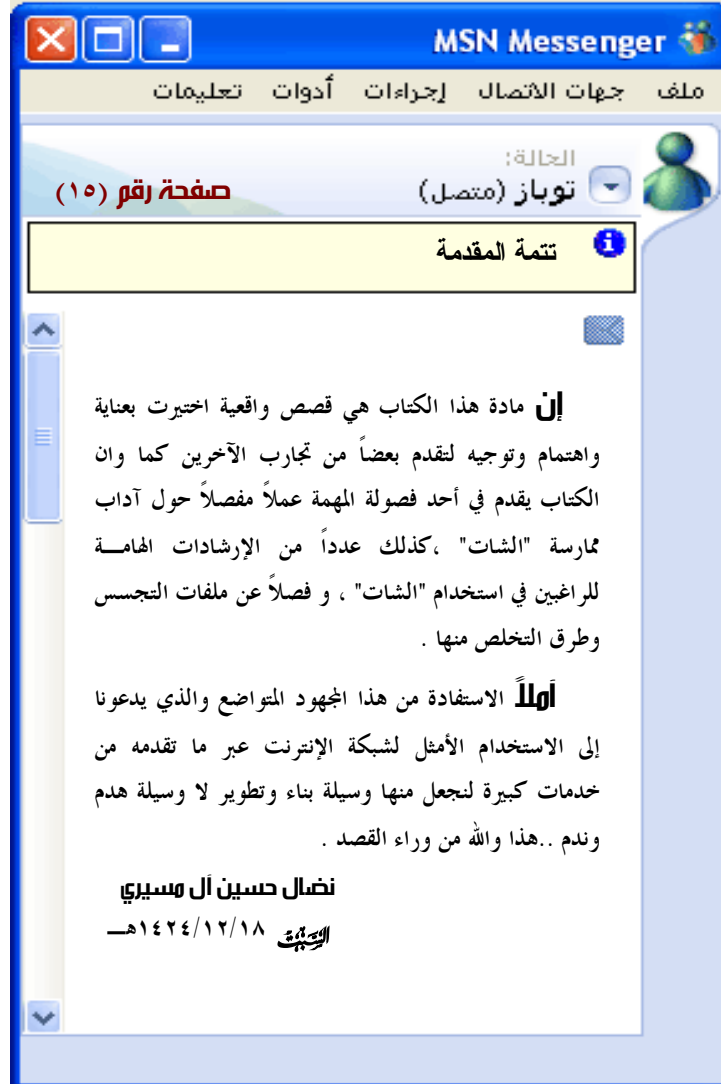 MSN Messenger
ملف جهات الاتصال إجراءات أدوات تعليمات
الحالة:
توباز (متصل)
صفحة رقم (١٥)
تتمة المقدمة
إن مادة هذا الكتاب هي قصص واقعية اختيرت بعناية
واهتمام وتوجيه لتقدم بعضاً من تجارب الآخرين كما وان
الكتاب يقدم في أحد فصولة المهمة عملاً مفصلاً حول آداب
ممارسة "الشات" ،كذلك عدداً من الإرشادات الهامــة
للراغبين في استخدام "الشات" ، و فصلاً عن ملفات التجسس
وطرق التخلص منها .
أملاً الاستفادة من هذا المجهود المتواضع والذي يدعونا
إلى الاستخدام الأمثل لشبكة الإنترنت عبر ما تقدمه من
خدمات كبيرة لنجعل منها وسيلة بناء وتطوير لا وسيلة هدم
وندم ..هذا والله من وراء القصد .
نضال حسين آل مسيري
السبت ١٤٢٤/١٢/١٨هــ